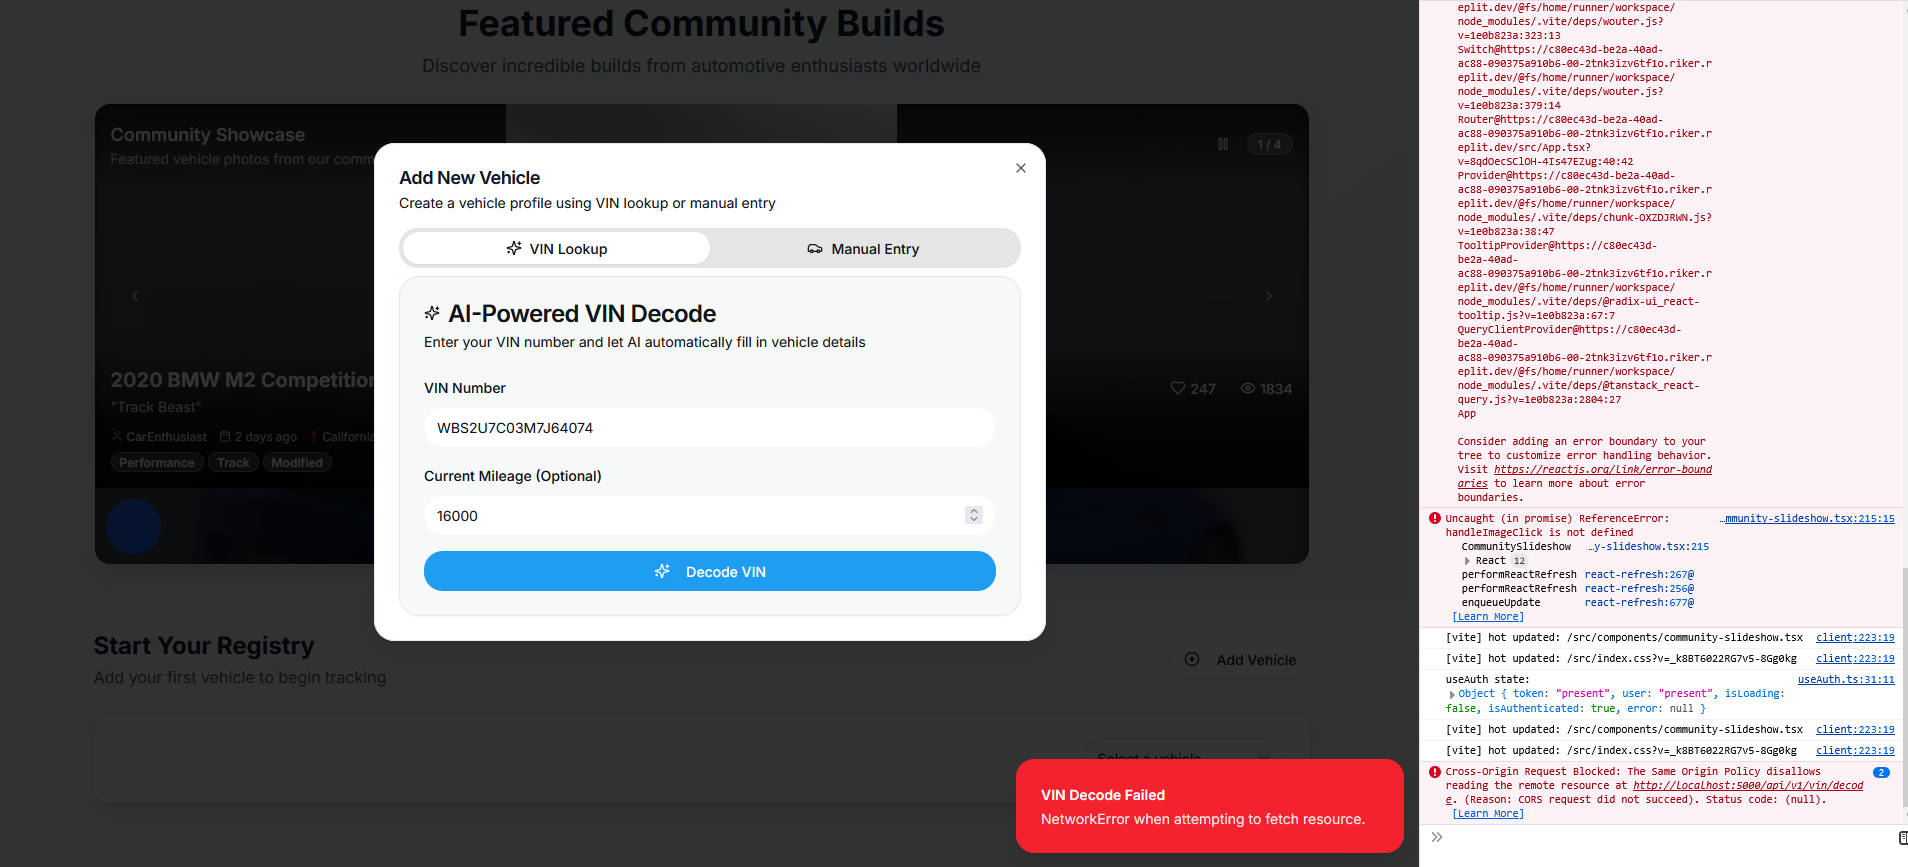 Featured Community Builds
Discover incredible builds from automotive enthusiasts worldwide
Community Showcase
Featured vehicle photos from our comm
1 / 4
2020 BMW M2 Competition
"Track Beast"
CarEnthusiast 2 days ago California
Performance Track Modified
247 1834
Add New Vehicle
Create a vehicle profile using VIN lookup or manual entry
VIN Lookup
Manual Entry
AI-Powered VIN Decode
Enter your VIN number and let AI automatically fill in vehicle details
VIN Number
WBS2U7C03M7J64074
Current Mileage (Optional)
16000
Decode VIN
Start Your Registry
Add your first vehicle to begin tracking
Add Vehicle
Select a vehicle
VIN Decode Failed
NetworkError when attempting to fetch resource.
eplit.dev/@fs/home/runner/workspace/
node_modules/.vite/deps/wouter.js?
v=1e0b823a:323:13
Switch@https://c80ec43d-be2a-40ad-
ac88-090375a910b6-00-2tnk3izv6tf1o.riker.r
eplit.dev/@fs/home/runner/workspace/
node_modules/.vite/deps/wouter.js?
v=1e0b823a:379:14
Router@https://c80ec43d-be2a-40ad-
ac88-090375a910b6-00-2tnk3izv6tf1o.riker.r
eplit.dev/src/App.tsx?
v=8qdOecSClOH-4Is47EZug:40:42
Provider@https://c80ec43d-be2a-40ad-
ac88-090375a910b6-00-2tnk3izv6tf1o.riker.r
eplit.dev/@fs/home/runner/workspace/
node_modules/.vite/deps/chunk-OXZDJRWN.js?
v=1e0b823a:38:47
TooltipProvider@https://c80ec43d-
be2a-40ad-
ac88-090375a910b6-00-2tnk3izv6tf1o.riker.r
eplit.dev/@fs/home/runner/workspace/
node_modules/.vite/deps/@radix-ui_react-
tooltip.js?v=1e0b823a:67:7
QueryClientProvider@https://c80ec43d-
be2a-40ad-
ac88-090375a910b6-00-2tnk3izv6tf1o.riker.r
eplit.dev/@fs/home/runner/workspace/
node_modules/.vite/deps/@tanstack_react-
query.js?v=1e0b823a:2804:27
App
Consider adding an error boundary to your
tree to customize error handling behavior.
Visit https://reactjs.org/link/error-bound
aries to learn more about error
boundaries.
Uncaught (in promise) ReferenceError: …mmunity-slideshow.tsx:215:15
handleImageClick is not defined
CommunitySlideshow …y-slideshow.tsx:215
React 12
performReactRefresh react-refresh:267@
performReactRefresh react-refresh:256@
enqueueUpdate react-refresh:677@
[Learn More]
[vite] hot updated: /src/components/community-slideshow.tsx client:223:19
[vite] hot updated: /src/index.css?v=_k8BT6022RG7v5-8Gg0kg client:223:19
useAuth state: useAuth.ts:31:11
Object { token: "present", user: "present", isLoading:
false, isAuthenticated: true, error: null }
[vite] hot updated: /src/components/community-slideshow.tsx client:223:19
[vite] hot updated: /src/index.css?v=_k8BT6022RG7v5-8Gg0kg client:223:19
Cross-Origin Request Blocked: The Same Origin Policy disallows 2
reading the remote resource at http://localhost:5000/api/v1/vin/decod
e. (Reason: CORS request did not succeed). Status code: (null).
[Learn More]